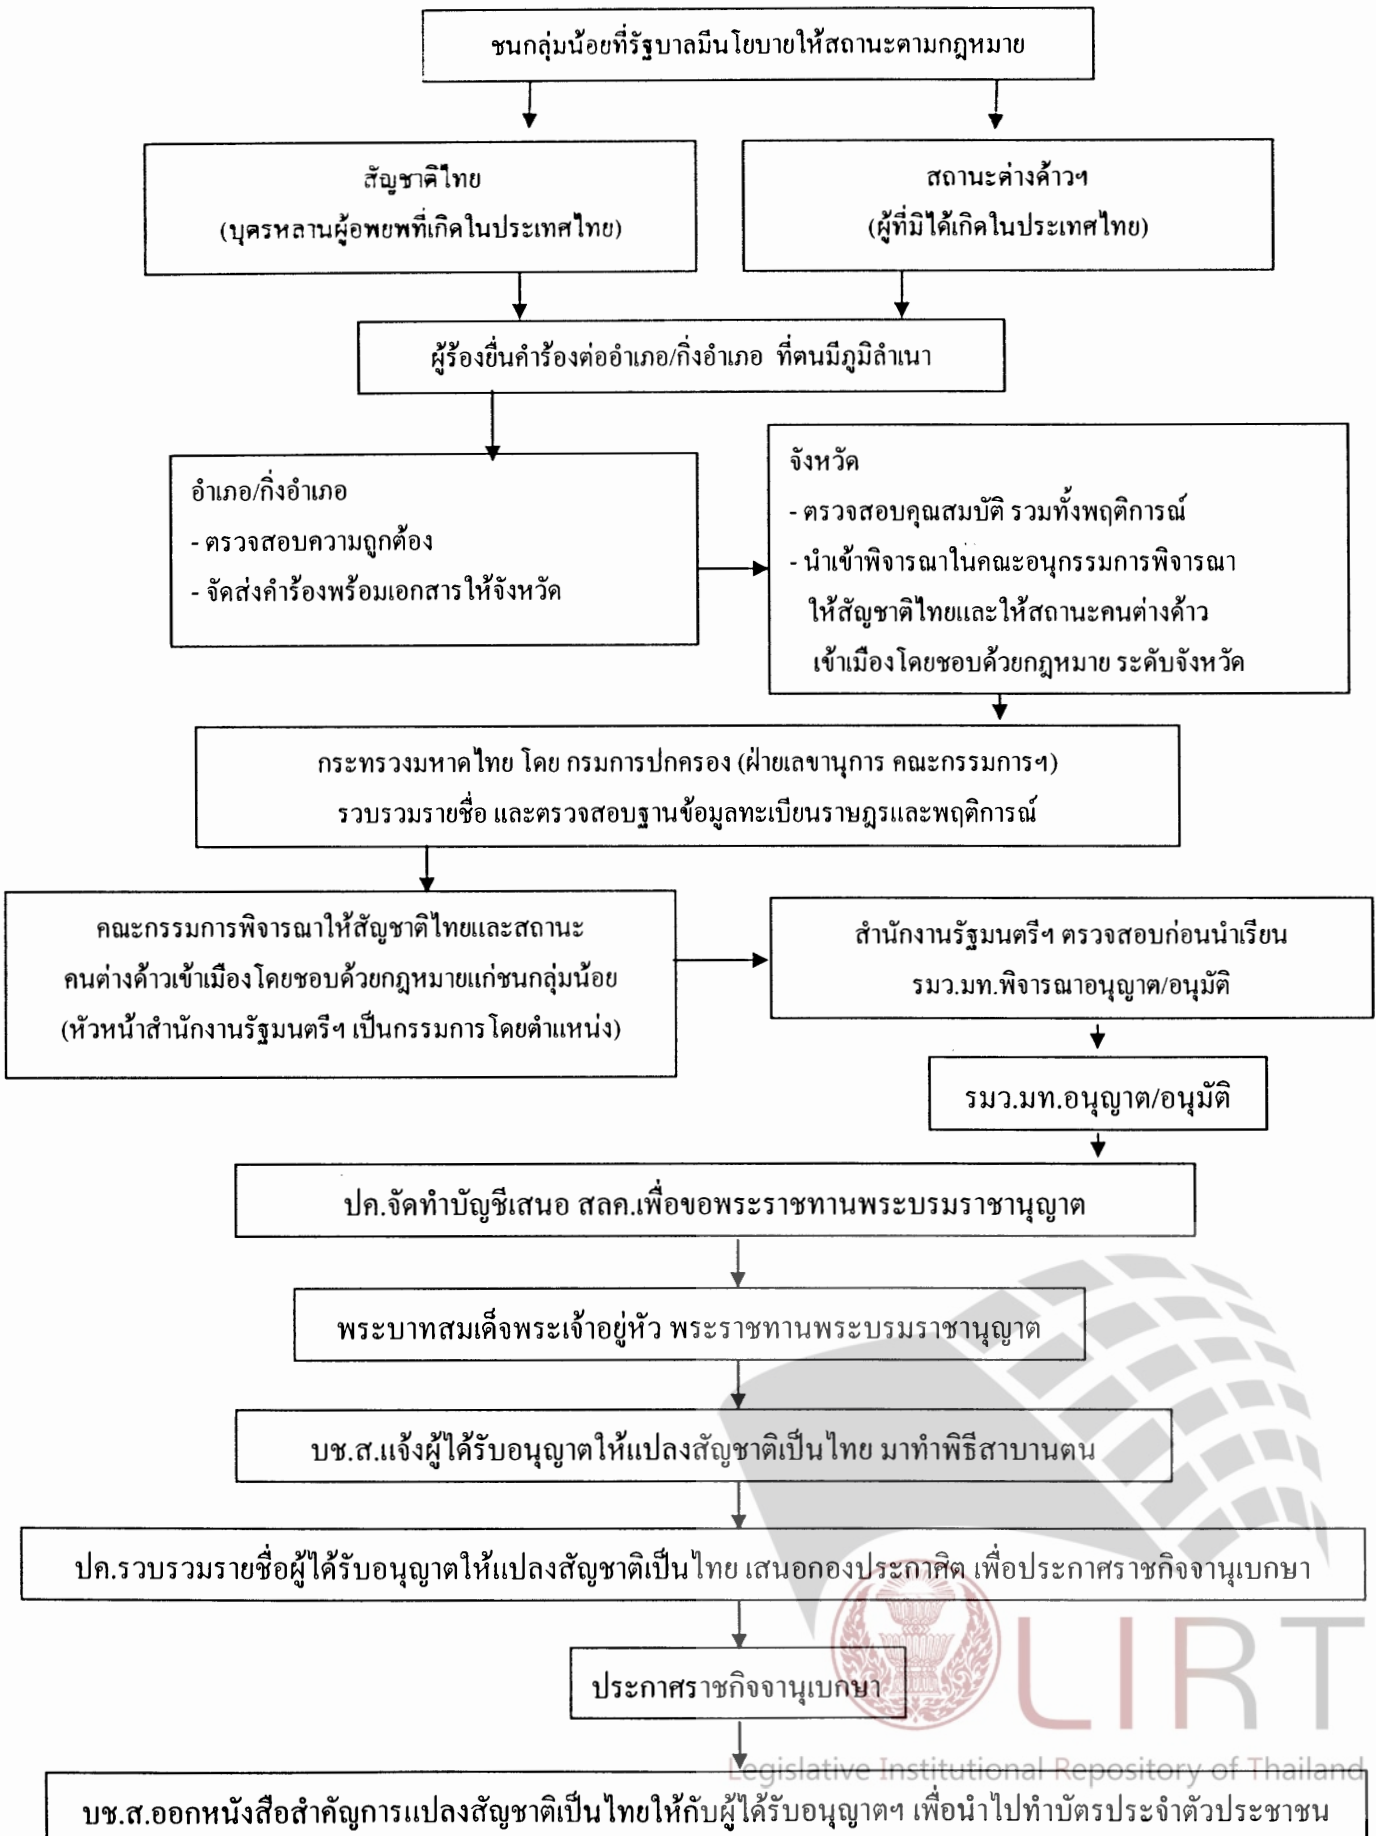 ชนกลุ่มน้อยที่รัฐบาลมีนโยบายให้สถานะตามกฎหมาย
สัญชาติไทย
(บุตรหลานผู้อพยพที่เกิดในประเทศไทย)
สถานะต่างด้าวฯ
(ผู้ที่มิได้เกิดในประเทศไทย)
ผู้ร้องยื่นคำร้องต่ออำเภอ/กิ่งอำเภอ ที่ตนมีภูมิลำเนา
อำเภอ/กิ่งอำเภอ
- ตรวจสอบความถูกต้อง
- จัดส่งคำร้องพร้อมเอกสารให้จังหวัด
จังหวัด
- ตรวจสอบคุณสมบัติ รวมทั้งพฤติการณ์
- นำเข้าพิจารณาในคณะอนุกรรมการพิจารณา
ให้สัญชาติไทยและให้สถานะคนต่างด้าว
เข้าเมืองโดยชอบด้วยกฎหมาย ระดับจังหวัด
กระทรวงมหาดไทย โดย กรมการปกครอง (ฝ่ายเลขานุการ คณะกรรมการฯ)
รวบรวมรายชื่อ และตรวจสอบฐานข้อมูลทะเบียนราษฎรและพฤติการณ์
คณะกรรมการพิจารณาให้สัญชาติไทยและสถานะ
คนต่างด้าวเข้าเมืองโดยชอบด้วยกฎหมายแก่ชนกลุ่มน้อย
(หัวหน้าสำนักงานรัฐมนตรีฯ เป็นกรรมการโดยตำแหน่ง)
สำนักงานรัฐมนตรีฯ ตรวจสอบก่อนนำเรียน
รมว.มท.พิจารณาอนุญาต/อนุมัติ
รมว.มท.อนุญาต/อนุมัติ
ปค.จัดทำบัญชีเสนอ สลค.เพื่อขอพระราชทานพระบรมราชานุญาต
พระบาทสมเด็จพระเจ้าอยู่หัว พระราชทานพระบรมราชานุญาต
บช.ส.แจ้งผู้ได้รับอนุญาตให้แปลงสัญชาติเป็นไทย มาทำพิธีสาบานตน
ปค.รวบรวมรายชื่อผู้ได้รับอนุญาตให้แปลงสัญชาติเป็นไทย เสนอกองประกาศิต เพื่อประกาศราชกิจจานุเบกษา
ประกาศราชกิจจานุเบกษา
LIRT
Legislative Institutional Repository of Thailand
บช.ส.ออกหนังสือสำคัญการแปลงสัญชาติเป็นไทยให้กับผู้ได้รับอนุญาตฯ เพื่อนำไปทำบัตรประจำตัวประชาชน